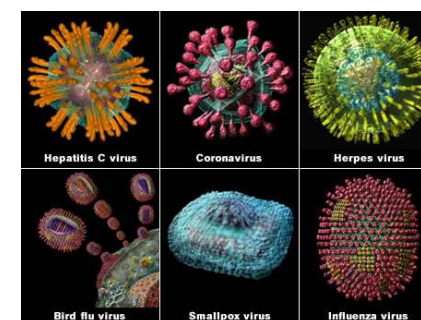 Hepatitis C virus
Coronavirus
Herpes virus
Bird flu virus
Smallpox virus
Influenza virus